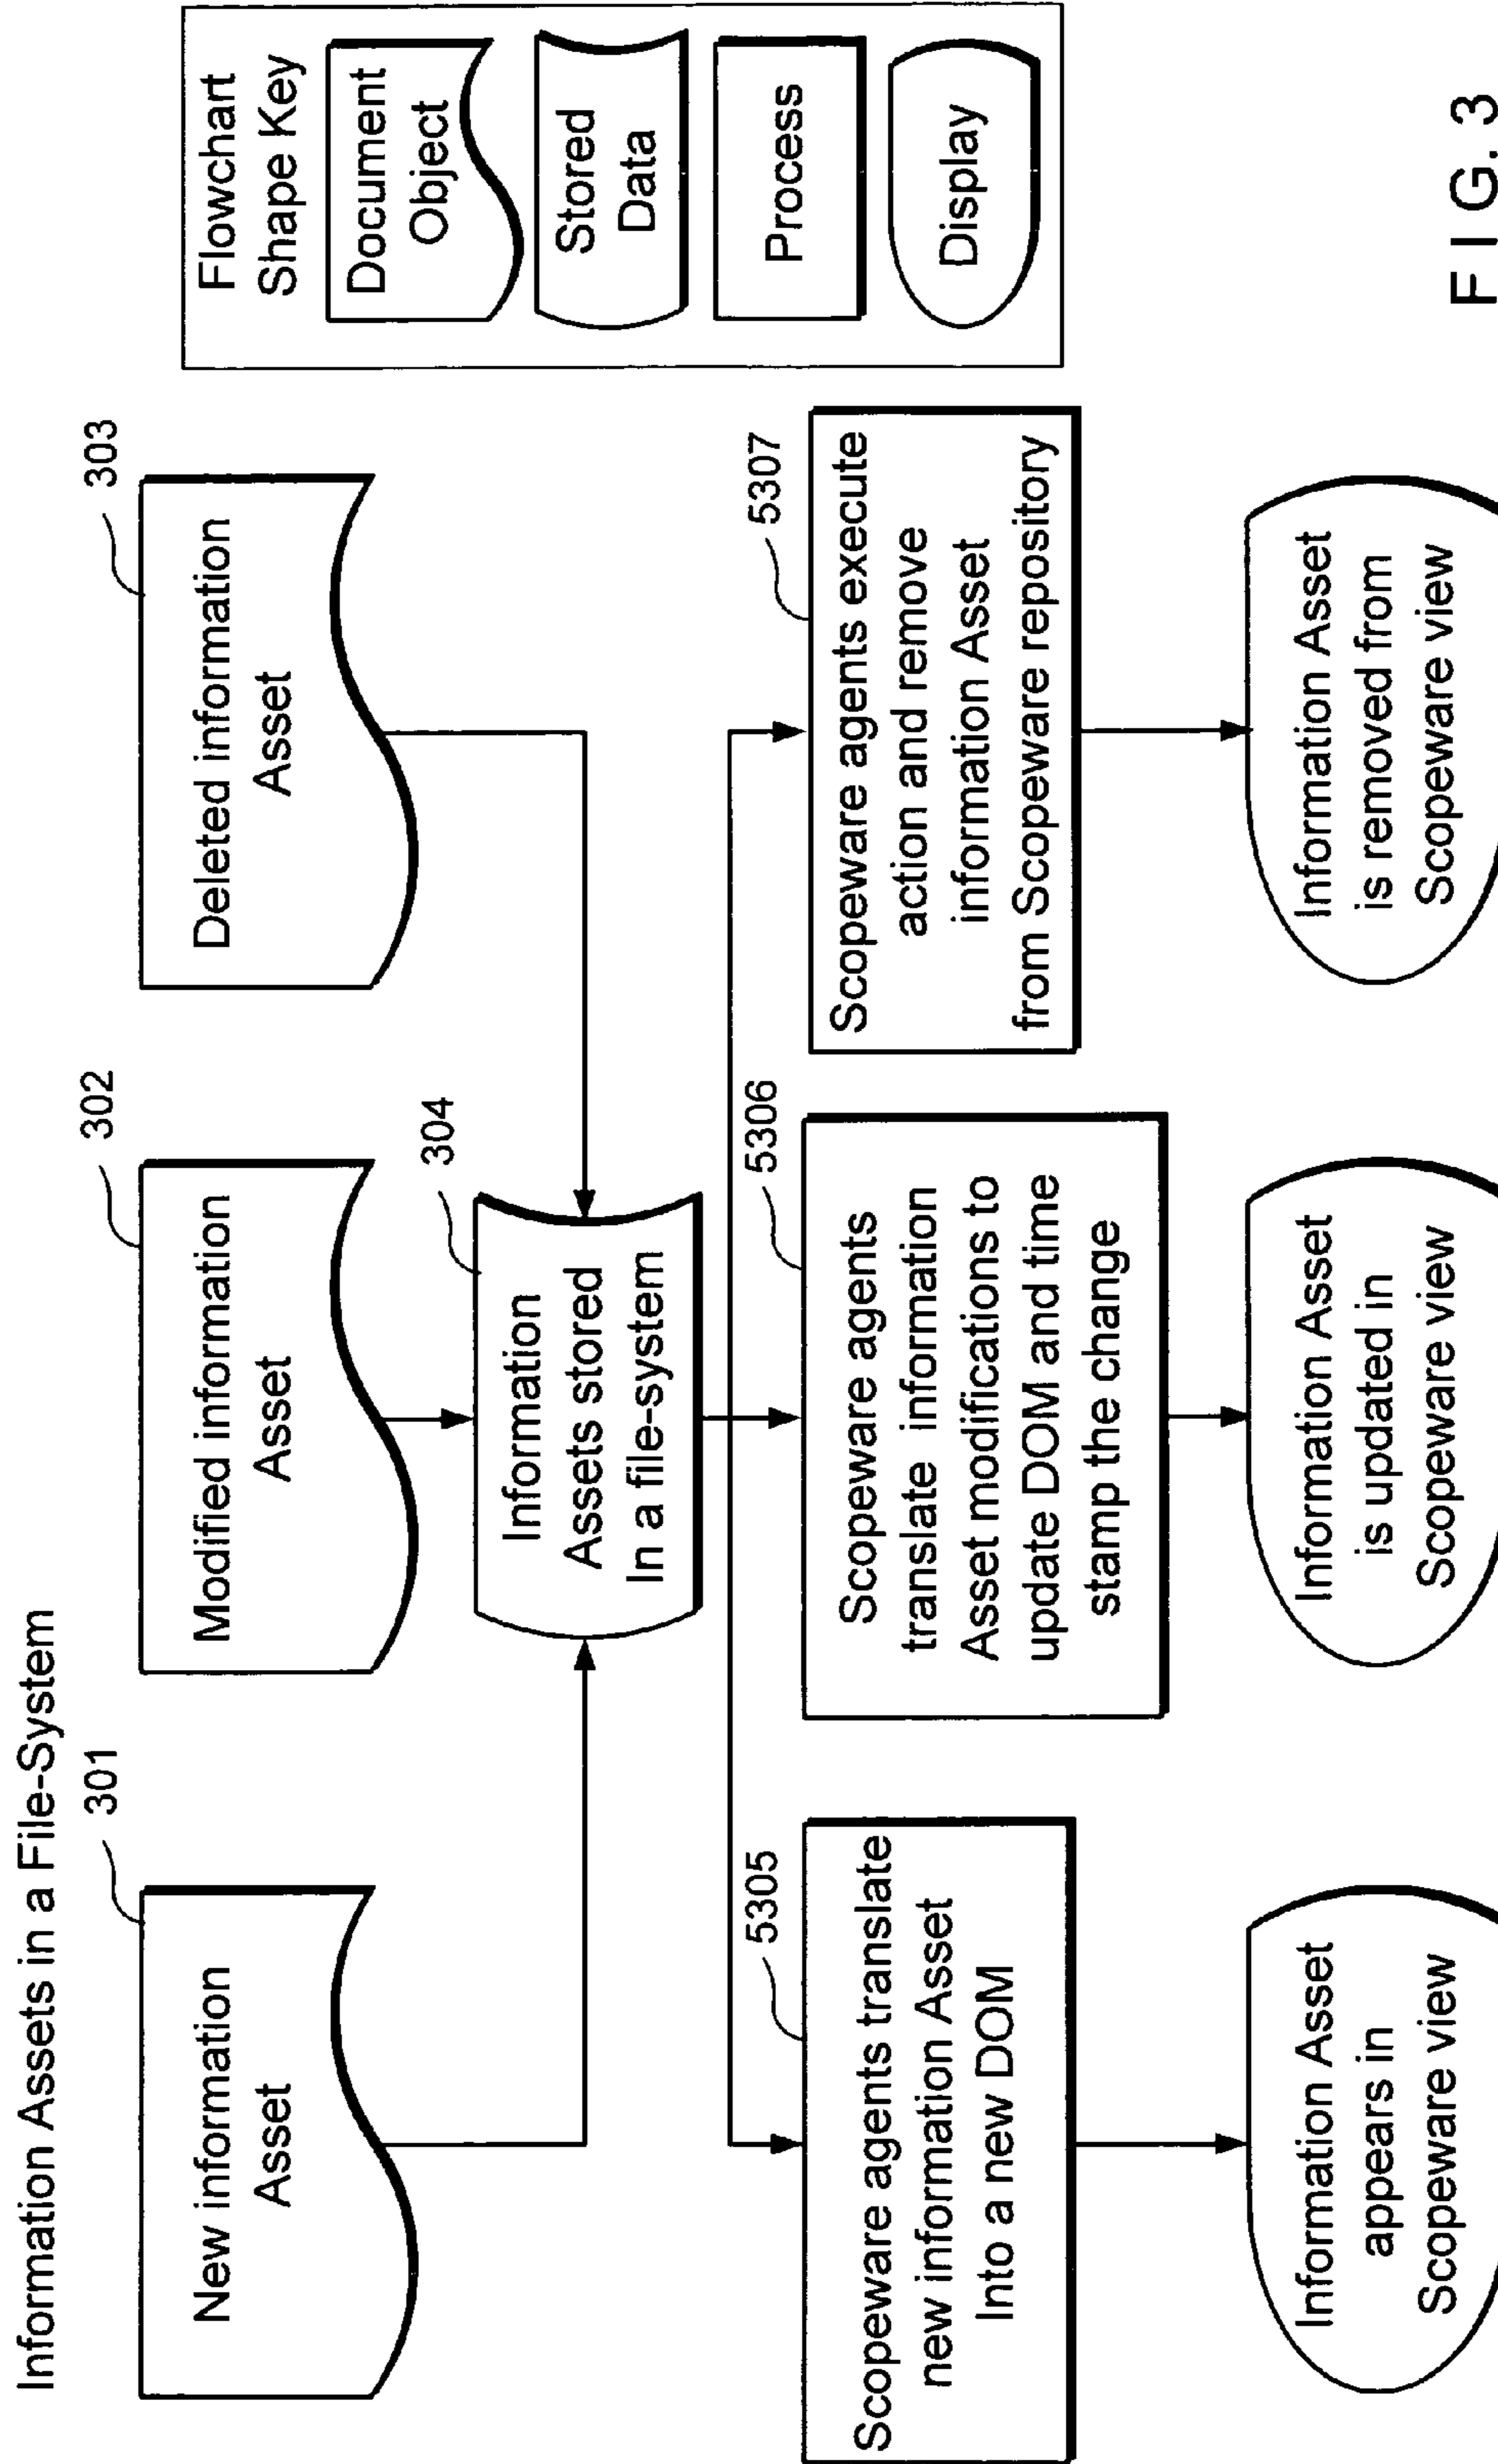 Information Assets in a File-System
301
New information
Asset
302
Modified information
Asset
303
Deleted information
Asset
304
Information
Assets stored
In a file-system
5305
Scopeware agents translate
new information Asset
Into a new DOM
5306
Scopeware agents
translate information
Asset modifications to
update DOM and time
stamp the change
5307
Scopeware agents execute
action and remove
information Asset
from Scopeware repository
Information Asset
appears in
Scopeware view
Information Asset
is updated in
Scopeware view
Information Asset
is removed from
Scopeware view
Flowchart
Shape Key
Document
Object
Stored
Data
Process
Display
FIG. 3